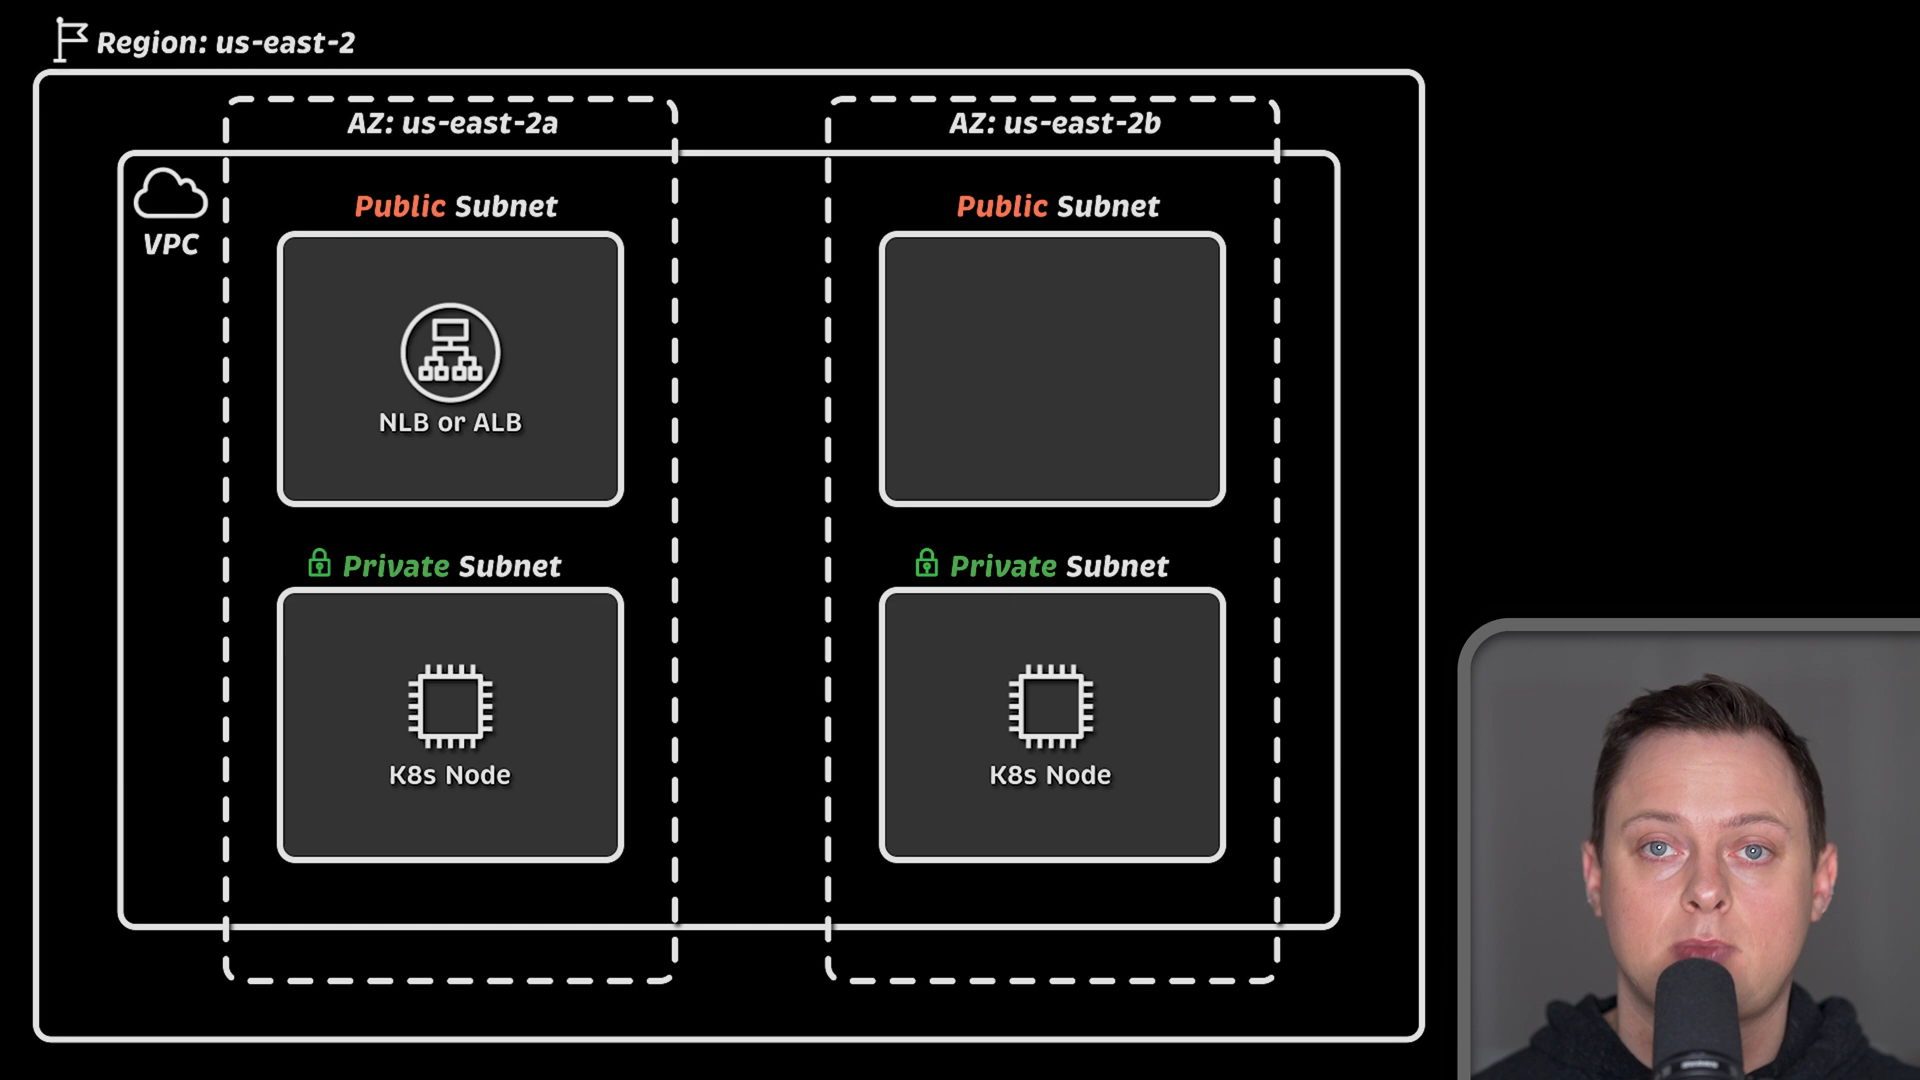 Region: us-east-2
AZ: us-east-2a
AZ: us-east-2b
VPC
Public Subnet
Public Subnet
NLB or ALB
Private Subnet
Private Subnet
K8s Node
K8s Node